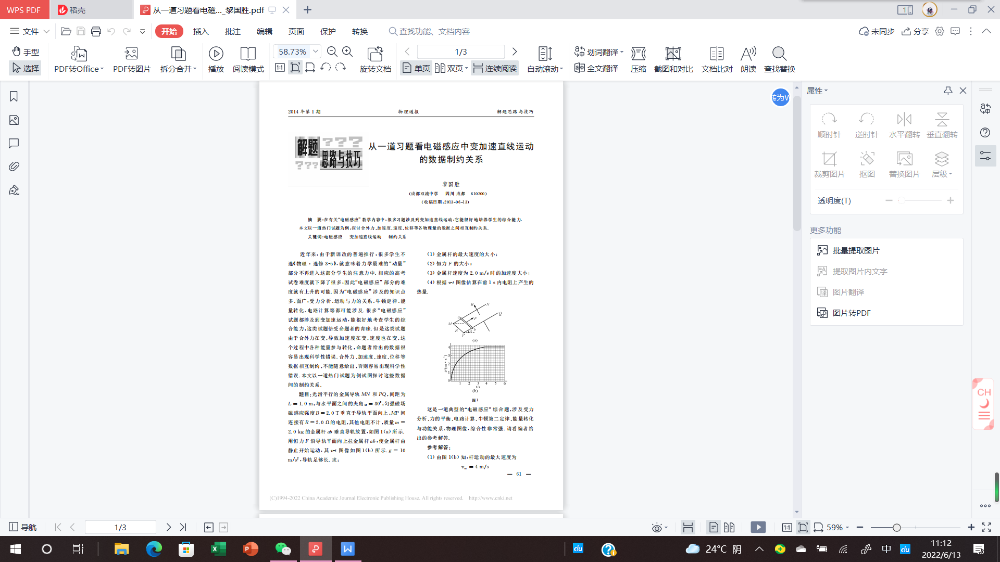 WPS PDF
稻壳
从一道习题看电磁..._黎国胜.pdf
1
文件
开始
插入
批注
编辑
页面
保护
转换
查找功能、文档内容
未同步
分享
手型
选择
PDF转Office
PDF转图片
拆分合并
播放
阅读模式
58.73%
1:1
旋转文档
1/3
单页
双页
连续阅读
自动滚动
划词翻译
全文翻译
压缩
截图和对比
文档比对
朗读
查找替换
2014 年第 1 期
物理通报
解题思路与技巧
解题
思路与技巧
从一道习题看电磁感应中变加速直线运动
的数据制约关系
黎国胜
(成都双流中学 四川 成都 610200)
(收稿日期:2013-06-13)
摘 要:在有关“电磁感应”教学内容中,很多习题涉及到变加速直线运动,它能很好地培养学生的综合能力.
本文以一道热门试题为例,探讨合外力、加速度、速度、位移等各物理量的数据之间相互制约关系.
关键词:电磁感应 变加速直线运动 制约关系
近年来,由于新课改的普遍推行,很多学生不
选《物理·选修 3-5》,就意味着力学最难的“动量”
部分不再进入这部分学生的注意力中. 相应的高考
试卷难度就下降了很多,因此“电磁感应”部分的难
度就有上升的可能. 因为“电磁感应”涉及的知识点
多、面广,受力分析、运动与力的关系、牛顿定律、能
量转化、电路计算等都可能涉及. 很多“电磁感应”
试题都涉及到变加速运动,能很好地考查学生的综
合能力,这类试题倍受命题者的青睐. 但是这类试题
由于合外力在变,导致加速度在变,速度也在变,这
个过程中各种能量参与转化,命题者给出的数据很
容易出现科学性错误. 合外力、加速度、速度、位移等
数据相互制约,不能随意给出,否则容易出现科学性
错误. 本文以一道热门试题为例试图探讨这些数据
间的制约关系.
题目:光滑平行的金属导轨 MN 和 PQ,间距为
L = 1.0 m,与水平面之间的夹角 α = 30°,匀强磁场
磁感应强度 B = 2.0 T 垂直于导轨平面向上,MP 间
连接有 R = 2.0 Ω 的电阻,其他电阻不计,质量 m =
2.0 kg 的金属杆 ab 垂直导轨放置,如图 1(a) 所示.
用恒力 F 沿导轨平面向上拉金属杆 ab,使金属杆由
静止开始运动,其 v-t 图像如图 1(b) 所示. g = 10
m/s²,导轨足够长. 求:
(1) 金属杆的最大速度的大小;
(2) 恒力 F 的大小;
(3) 金属杆速度为 2.0 m/s 时的加速度大小;
(4) 根据 v-t 图像估算在前 1 s 内电阻上产生的
热量.
B N
Q
a
F
M
R
α b
P
(a)
v/(m·s⁻¹)
4
3
2
1
0
1 2 3 4 5 6
t/s
(b)
图1
这是一道典型的“电磁感应”综合题,涉及受力
分析、力的平衡、电路计算、牛顿第二定律、能量转化
与功能关系、物理图像,综合性非常强. 请看编者给
出的参考解答.
参考解答:
(1) 由图 1(b) 知,杆运动的最大速度为
vm = 4 m/s
— 61 —
(C)1994-2022 China Academic Journal Electronic Publishing House. All rights reserved. http://www.cnki.net
转为W
属性
顺时针
逆时针
水平翻转
垂直翻转
裁剪图片
抠图
替换图片
层级
透明度(T)
更多功能
批量提取图片
提取图片内文字
图片翻译
图片转PDF
CH
导航
1/3
1:1
59%
24°C 阴
中
du
11:12
2022/6/13